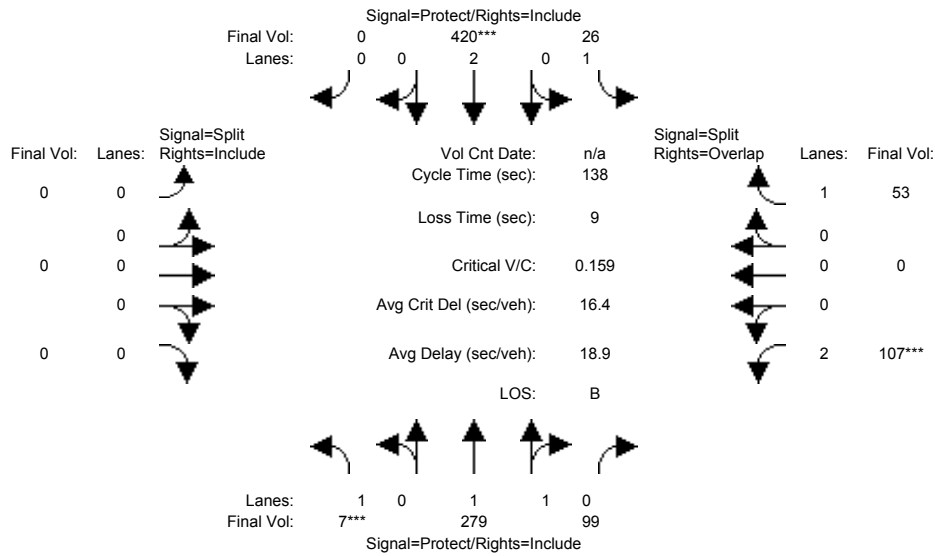 Signal=Protect/Rights=Include
Final Vol: 0 420*** 26
Lanes: 0 0 2 0 1
Signal=Split
Final Vol: Lanes: Rights=Include
Vol Cnt Date: n/a
Signal=Split
Rights=Overlap Lanes: Final Vol:
Cycle Time (sec): 138
0 0
1 53
Loss Time (sec): 9
0
0
0 0
Critical V/C: 0.159
0 0
0
Avg Crit Del (sec/veh): 16.4
0
0 0
Avg Delay (sec/veh): 18.9
2 107***
LOS: B
Lanes: 1 0 1 1 0
Final Vol: 7*** 279 99
Signal=Protect/Rights=Include